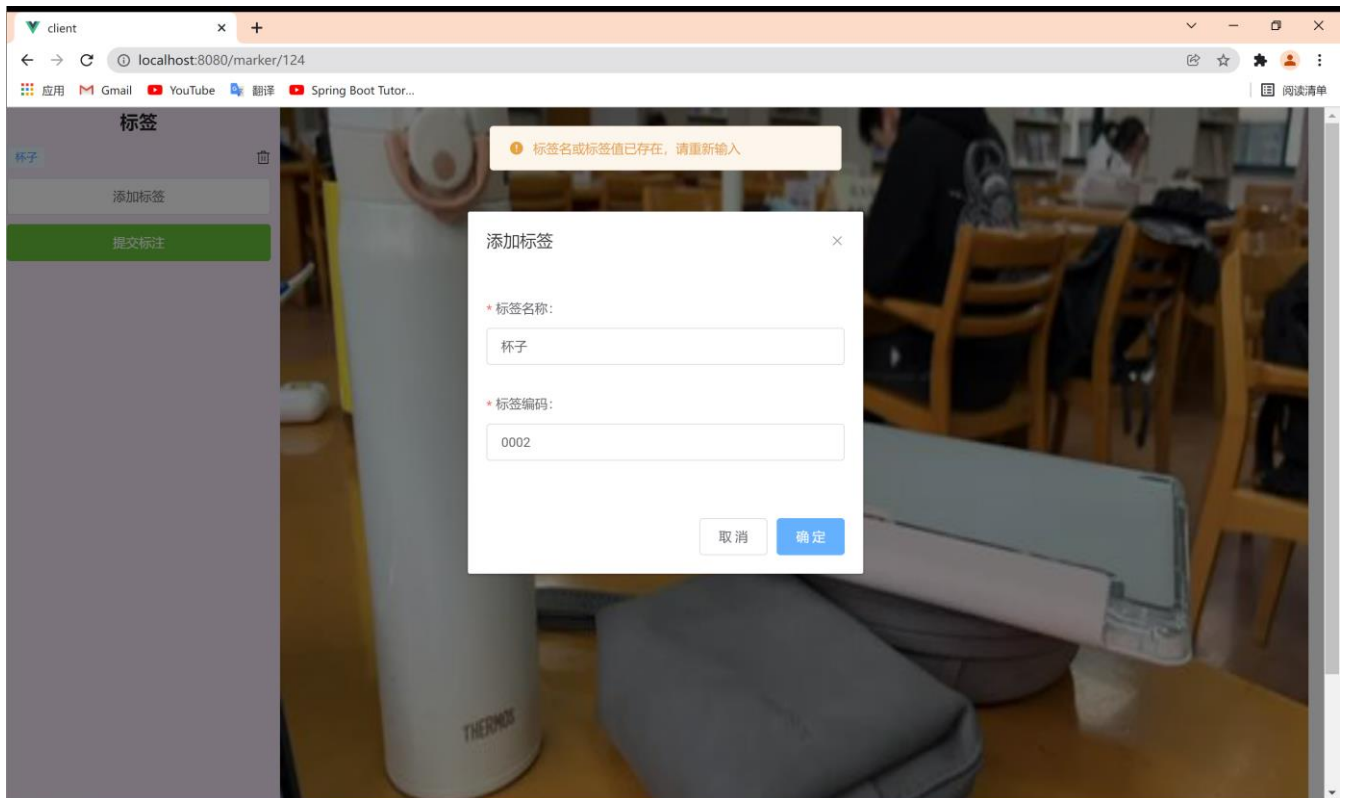 client
localhost:8080/marker/124
应用 Gmail YouTube 翻译 Spring Boot Tutor... 阅读清单
标签
杯子
添加标签
提交标注
标签名或标签值已存在，请重新输入
添加标签
* 标签名称：
杯子
* 标签编码：
0002
取消 确定
THERMOS